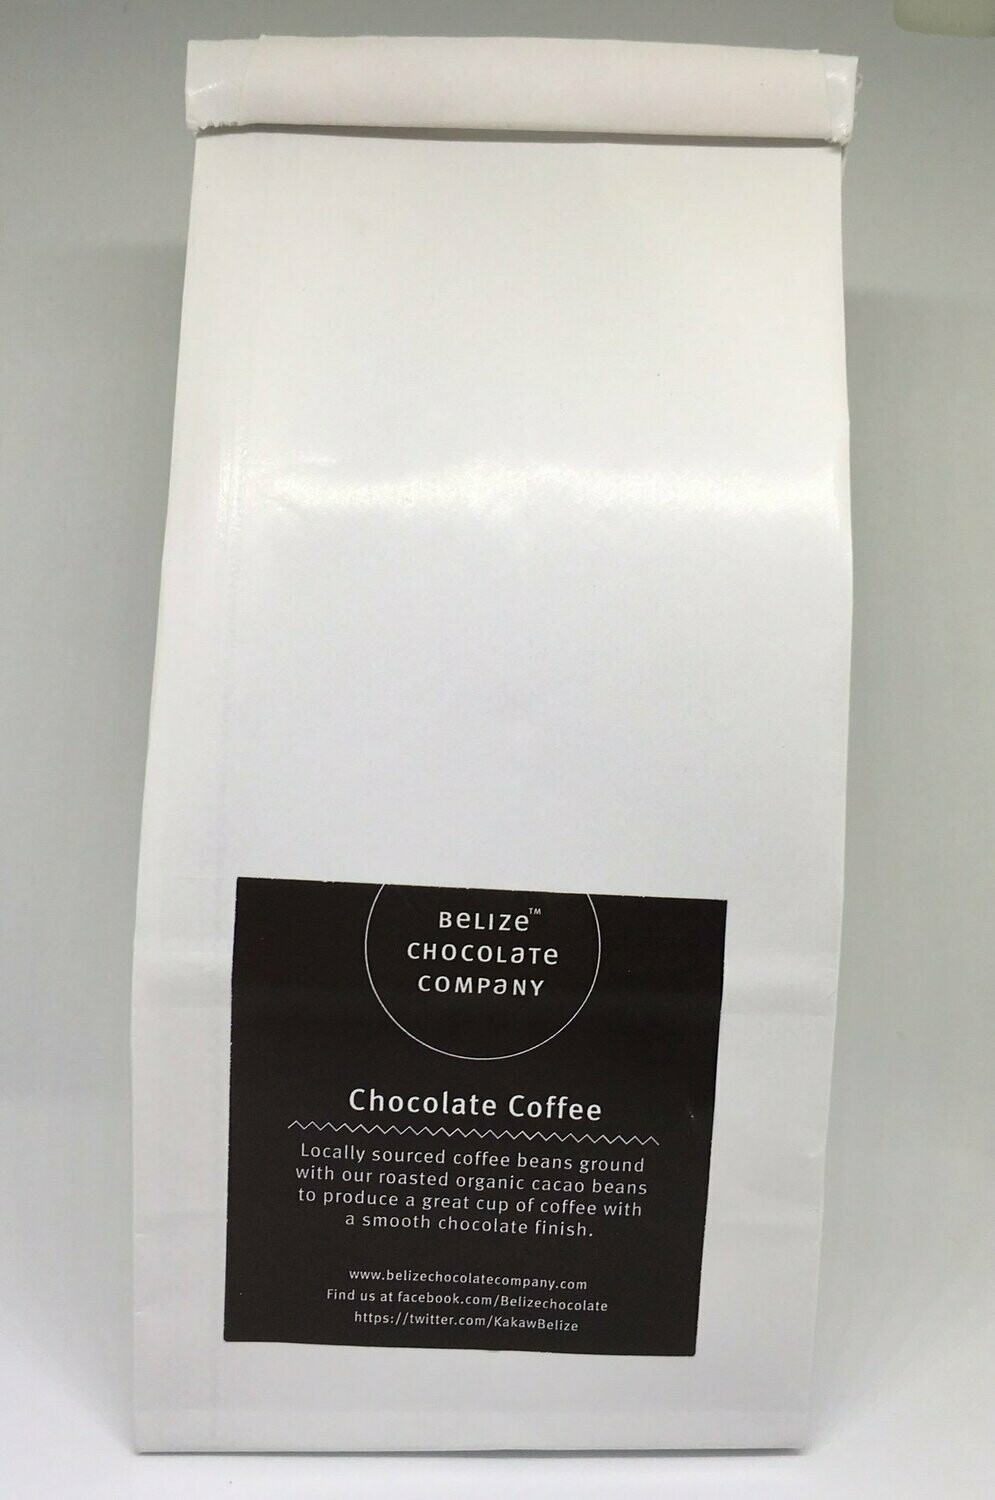 BeLIZe™
CHOCOLaTe
COMPaNY
Chocolate Coffee
Locally sourced coffee beans ground
with our roasted organic cacao beans
to produce a great cup of coffee with
a smooth chocolate finish.
www.belizechocolatecompany.com
Find us at facebook.com/Belizechocolate
https://twitter.com/KakawBelize